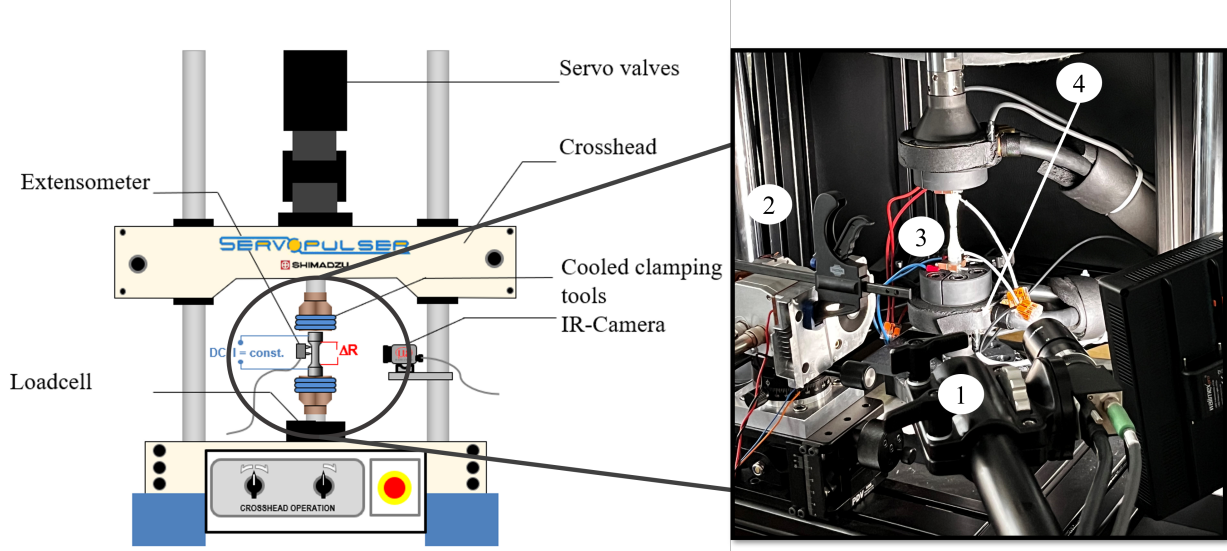 Servo valves
Crosshead
Extensometer
SERVOPULSER
SHIMADZU
Cooled clamping
tools
IR-Camera
DC, I = const.
ΔR
Loadcell
CROSSHEAD OPERATION
4
2
3
1
walimex